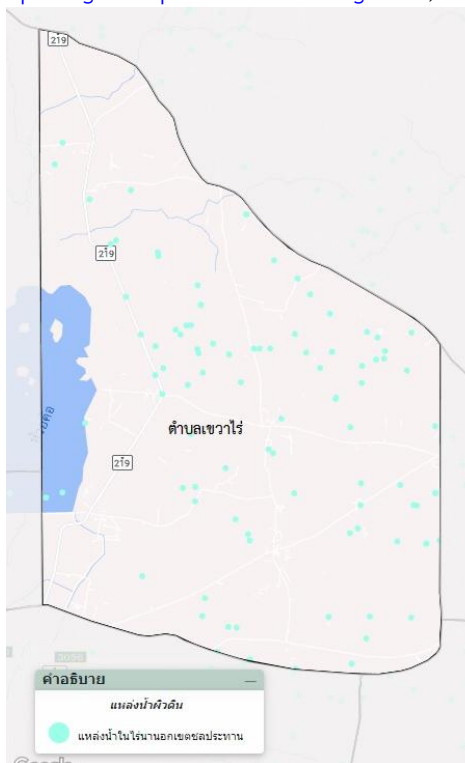 219
219
ตำบลเขวาไร่
219
คำอธิบาย
แหล่งน้ำผิวดิน
แหล่งน้ำในไร่นานอกเขตชลประทาน